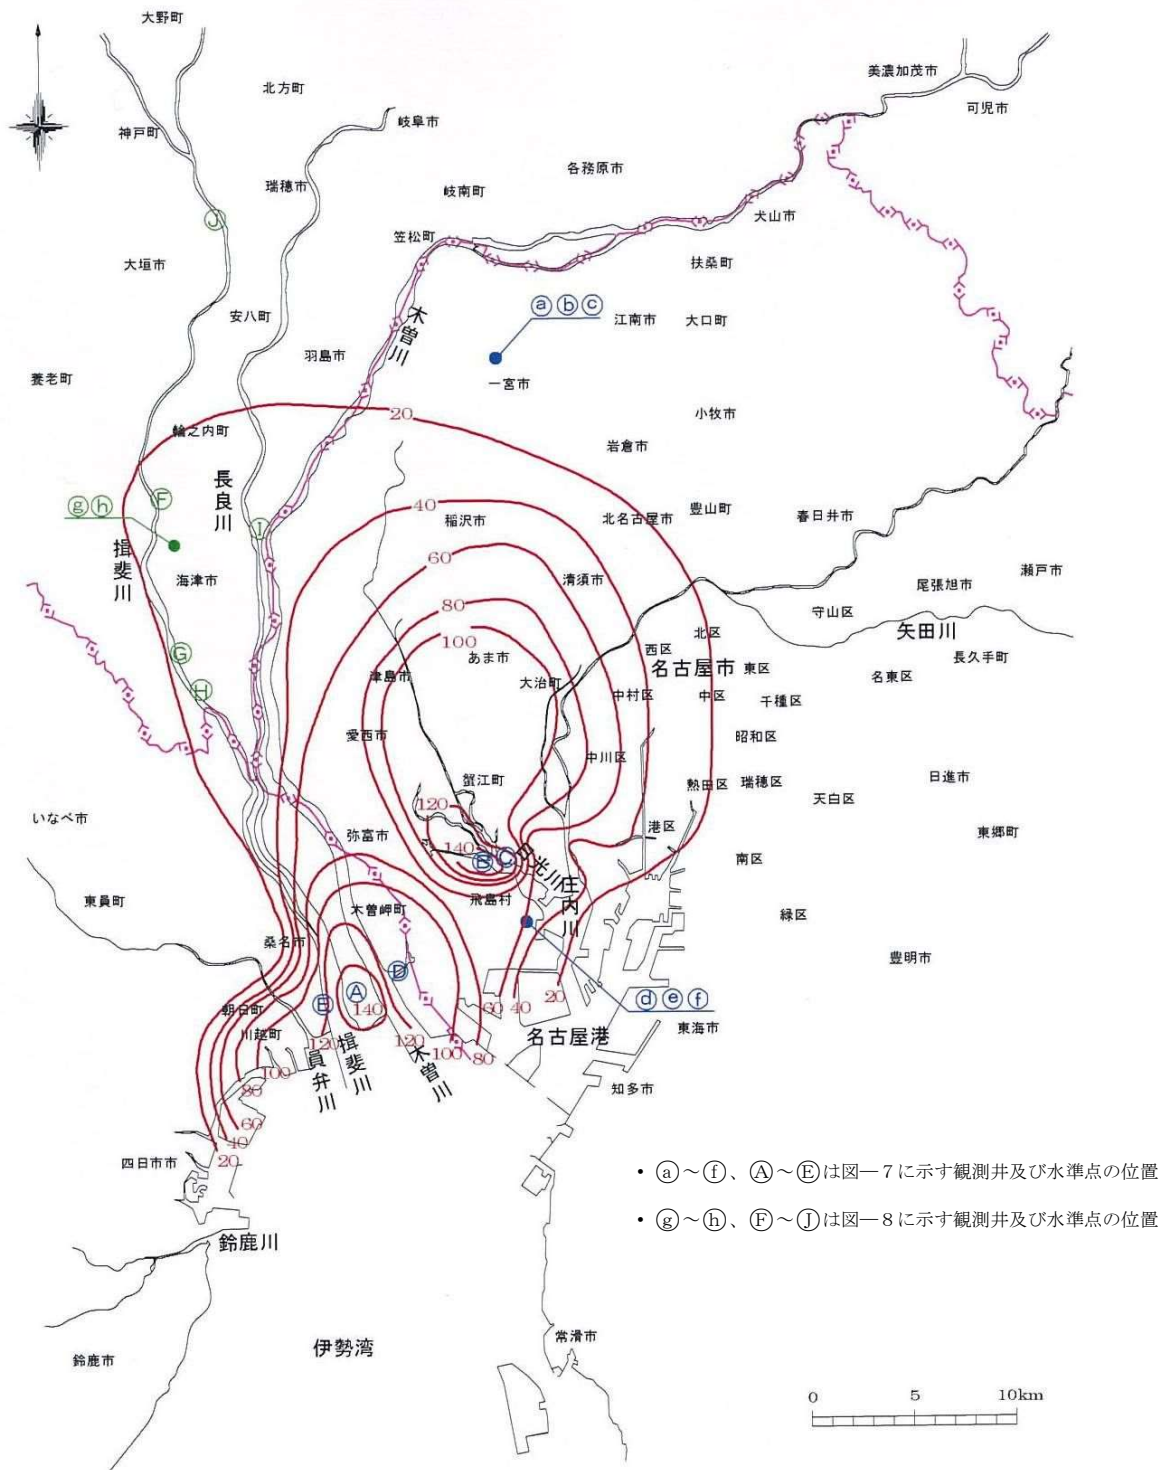 大野町
北方町
美濃加茂市
可児市
神戸町
岐阜市
各務原市
瑞穂市
岐南町
J
犬山市
笠松町
大垣市
扶桑町
ⓐⓑⓒ
安八町
木曽川
江南市
大口町
羽島市
養老町
一宮市
20
小牧市
輪之内町
岩倉市
長良川
ⓖⓗ
F
40
豊山町
稲沢市
北名古屋市
春日井市
I
揖斐川
60
海津市
清須市
瀬戸市
尾張旭市
80
守山区
北区
矢田川
100
西区
G
あま市
名古屋市
東区
長久手町
津島市
大治町
名東区
H
中村区
中区
千種区
愛西市
昭和区
中川区
蟹江町
熱田区
瑞穂区
日進市
天白区
120
いなべ市
弥富市
港区
東郷町
140
B
C
日光川
南区
東員町
飛島村
庄内川
木曽岬町
緑区
桑名市
豊明市
D
E
A
ⓓⓔⓕ
朝日町
140
60
40
20
川越町
東海市
120
揖斐川
120
名古屋港
員弁川
木曽川
100
80
100
80
知多市
60
40
20
四日市市
• ⓐ~ⓕ、Ⓐ~Ⓔは図―7に示す観測井及び水準点の位置
• ⓖ~ⓗ、Ⓕ~Ⓙは図―8に示す観測井及び水準点の位置
鈴鹿川
伊勢湾
常滑市
鈴鹿市
0 5 10km